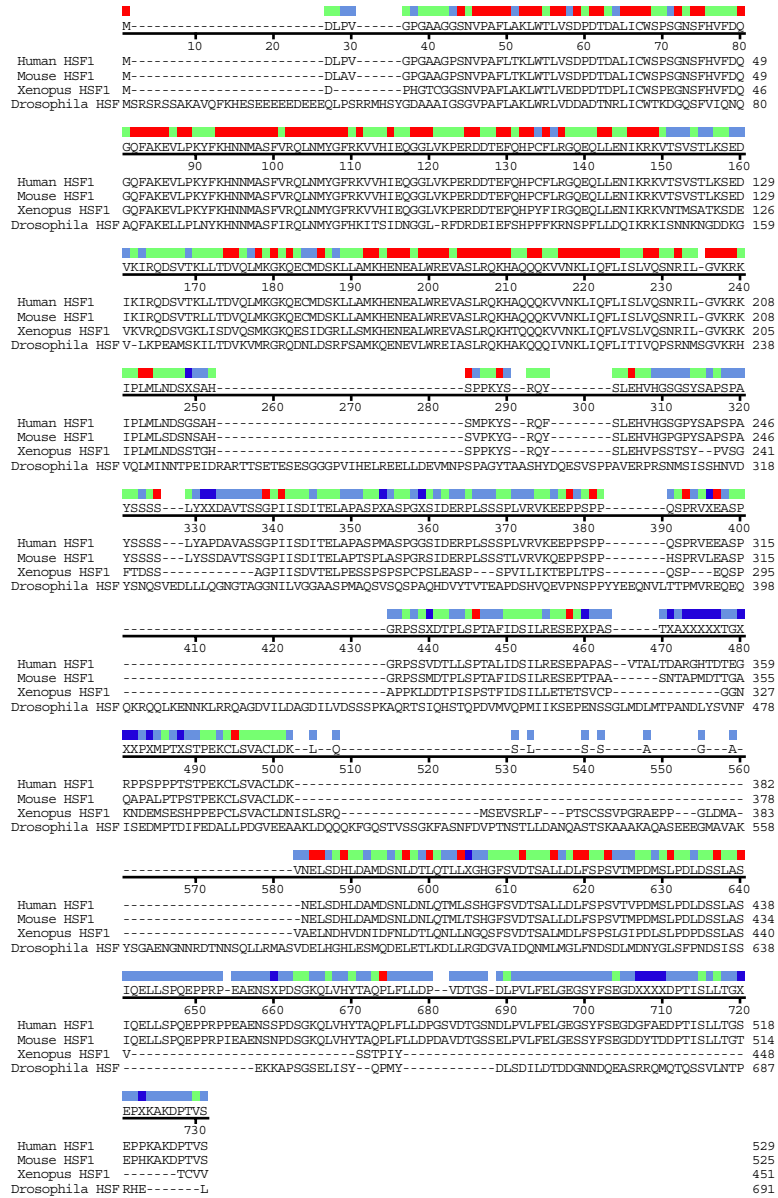 M-------------------------DLPV------GPGAAGGSNVPAFLAKLWTLVSDPDTDALICWSPSGNSFHVFDQ
10 20 30 40 50 60 70 80
Human HSF1 M-------------------------DLPV------GPGAAGPSNVPAFLTKLWTLVSDPDTDALICWSPSGNSFHVFDQ 49
Mouse HSF1 M-------------------------DLAV------GPGAAGPSNVPAFLTKLWTLVSDPDTDALICWSPEGNSFHVFDQ 49
Xenopus HSF1 M-------------------------D---------PHGTCGGSNVPAFLAKLWTLVEDPDTDPLICWSPEGNSFHVFDQ 46
Drosophila HSF MSRSRSSAKAVQFKHESEEEEEDEEEQLPSRRMHSYGDAAAIGSGVPAFLAKLWRLVDDADTNRLICWTKDGQSFVIQNQ 80
GQFAKEVLPKYFKHNNMASFVRQLNMYGFRKVVHIEQGGLVKPERDDTEFQHPCFLRGQEQLLENIKRKVTSVSTLKSED
90 100 110 120 130 140 150 160
Human HSF1 GQFAKEVLPKYFKHNNMASFVRQLNMYGFRKVVHIEQGGLVKPERDDTEFQHPCFLRGQEQLLENIKRKVTSVSTLKSED 129
Mouse HSF1 GQFAKEVLPKYFKHNNMASFVRQLNMYGFRKVVHIEQGGLVKPERDDTEFQHPCFLRGQEQLLENIKRKVTSVSTLKSED 129
Xenopus HSF1 GQFAKEVLPKYFKHNNMASFVRQLNMYGFRKVVHIEQGGLVKPERDDTEFQHPYFIRGQEQLLENIKRKVNTMSATKSDE 126
Drosophila HSF AQFAKELLPLNYKHNNMASFIRQLNMYGFHKITSIDNGGL-RFDRDEIEFSHPFFKRNSPFLLDQIKRKISNNKNGDDKG 159
VKIRQDSVTKLLTDVQLMKGKQECMDSKLLAMKHENEALWREVASLRQKHAQQQKVVNKLIQFLISLVQSNRIL-GVKRK
170 180 190 200 210 220 230 240
Human HSF1 IKIRQDSVTKLLTDVQLMKGKQECMDSKLLAMKHENEALWREVASLRQKHAQQQKVVNKLIQFLISLVQSNRIL-GVKRK 208
Mouse HSF1 IKIRQDSVTRLLTDVQLMKGKQECMDSKLLAMKHENEALWREVASLRQKHAQQQKVVNKLIQFLISLVQSNRIL-GVKRK 208
Xenopus HSF1 VKVRQDSVGKLISDVQSMKGKQESIDGRLLSMKHENEALWREVASLRQKHTQQQKVVNKLIQFLVSLVQSNRIL-GVKRK 205
Drosophila HSF V-LKPEAMSKILTDVKVMRGRQDNLDSRFSAMKQENEVLWREIASLRQKHAKQQQIVNKLIQFLITIVQPSRNMSGVKRH 238
IPLMLNDSXSAH--------------------------------SPPKYS--RQY--------SLEHVHGSGSYSAPSPA
250 260 270 280 290 300 310 320
Human HSF1 IPLMLNDSGSAH--------------------------------SMPKYS--RQF--------SLEHVHGSGPYSAPSPA 246
Mouse HSF1 IPLMLSDSNSAH--------------------------------SVPKYG--RQY--------SLEHVHGPGPYSAPSPA 246
Xenopus HSF1 IPLMLNDSSTGH--------------------------------SMPKYS--RQY--------SLEHVPSSTSY--PVSG 241
Drosophila HSF VQLMINNTPEIDRARTTSETESESGGGPVIHELREELLDEVMNPSPAGYTAASHYDQESVSPPAVERPRSNMSISSHNVD 318
YSSSS---LYXXDAVTSSGPIISDITELAPASPXASPGXSIDERPLSSSPLVRVKEEPPSPP--------QSPRVXEASP
330 340 350 360 370 380 390 400
Human HSF1 YSSSS---LYAPDAVASSGPIISDITELAPASPMASPGGSIDERPLSSSPLVRVKEEPPSPP--------QSPRVEEASP 315
Mouse HSF1 YSSSS---LYSSDAVTSSGPIISDITELAPTSPLASPGRSIDERPLSSSTLVRVKQEPPSPP--------HSPRVLEASP 315
Xenopus HSF1 FTDSS------------AGPIISDVTELPESSPSPSPCPSLEASP---SPVILIKTEPLTPS--------QSP--EQSP 295
Drosophila HSF YSNQSVEDLLLQGNGTAGGNILVGGAASPMAQSVSQSPAQHDVYTVTEAPDSHVQEVPNSPPYYEEQNVLTTPMVREQEQ 398
----------------------------------GRPSSXDTPLSPTAFIDSILRESEPXPAS------TXAXXXXXTGX
410 420 430 440 450 460 470 480
Human HSF1 ----------------------------------GRPSSVDTLLSPTALIDSILRESEPAPAS---VTALTDARGHTDTEG 359
Mouse HSF1 ----------------------------------GRPSSMDTPLSPTAFIDSILRESEPTPAA------SNTAPMDTTGA 355
Xenopus HSF1 ----------------------------------APPKLDDTPISPSTFIDSILLETETSVCP--------------GGN 327
Drosophila HSF QKRQQLKENNKLRRQAGDVILDAGDILVDSSSPKAQRTSIQHSTQPDVMVQPMIIKSEPENSSGLMDLMTPANDLYSVNF 478
XXPXMPTXSTPEKCLSVACLDK--L--Q----------------------S-L------S-S-----A------G---A-
490 500 510 520 530 540 550 560
Human HSF1 RPPSPPPTSTPEKCLSVACLDK---------------------------------------------------------- 382
Mouse HSF1 QAPALPTPSTPEKCLSVACLDK---------------------------------------------------------- 378
Xenopus HSF1 KNDEMSESHPPEPCLSVACLDNISLSRQ------------------MSEVSRLF---PTSCSSVPGRAEPP---GLDMA- 383
Drosophila HSF ISEDMPTDIFEDALLPDGVEEAAKLDQQQKFGQSTVSSGKFASNFDVPTNSTLLDANQASTSKAAAKAQASEEEGMAVAK 558
----------------------VNELSDHLDAMDSNLDTLQTLLXGHGFSVDTSALLDLFSPSVTMPDMSLPDLDSSLAS
570 580 590 600 610 620 630 640
Human HSF1 -----------------------NELSDHLDAMDSNLDNLQTMLSSHGFSVDTSALLDLFSPSVTVPDMSLPDLDSSLAS 438
Mouse HSF1 -----------------------NELSDHLDAMDSNLDNLQTMLTSHGFSVDTSALLDLFSPSVTMPDMSLPDLDSSLAS 434
Xenopus HSF1 ----------------------VAELNDHVDNIDFNLDTLQNLLNGQSFSVDTSALMDLFSPSLGIPDLSLPDPDSSLAS 440
Drosophila HSF YSGAENGNNRDTNNSQLLRMASVDELHGHLESMQDELETLKDLLRGDGVAIDQNMLMGLFNDSDLMDNYGLSFPNDSISS 638
IQELLSPQEPPRP-EAENSXPDSGKQLVHYTAQPLFLLDP--VDTGS-DLPVLFELGEGSYFSEGDXXXXDPTISLLTGX
650 660 670 680 690 700 710 720
Human HSF1 IQELLSPQEPPRPPEAENSSPDSGKQLVHYTAQPLFLLDPGSVDTGSNDLPVLFELGEGSYFSEGDGFAEDPTISLLTGS 518
Mouse HSF1 IQELLSPQEPPRPIEAENSNPDSGKQLVHYTAQPLFLLDPDAVDTGSSELPVLFELGESSYFSEGDDYTDDPTISLLTGT 514
Xenopus HSF1 V-----------------------------SSTPIY-------------------------------------------- 448
Drosophila HSF -----------------EKKAPSGSELISY--QPMY-------DLSDILDTDDGNNDQEASRRQMQTQSSVLNTP 687
EPXKAKDPTVS
730
Human HSF1 EPPKAKDPTVS 529
Mouse HSF1 EPHKAKDPTVS 525
Xenopus HSF1 -------TCVV 451
Drosophila HSF RHE-------L 691